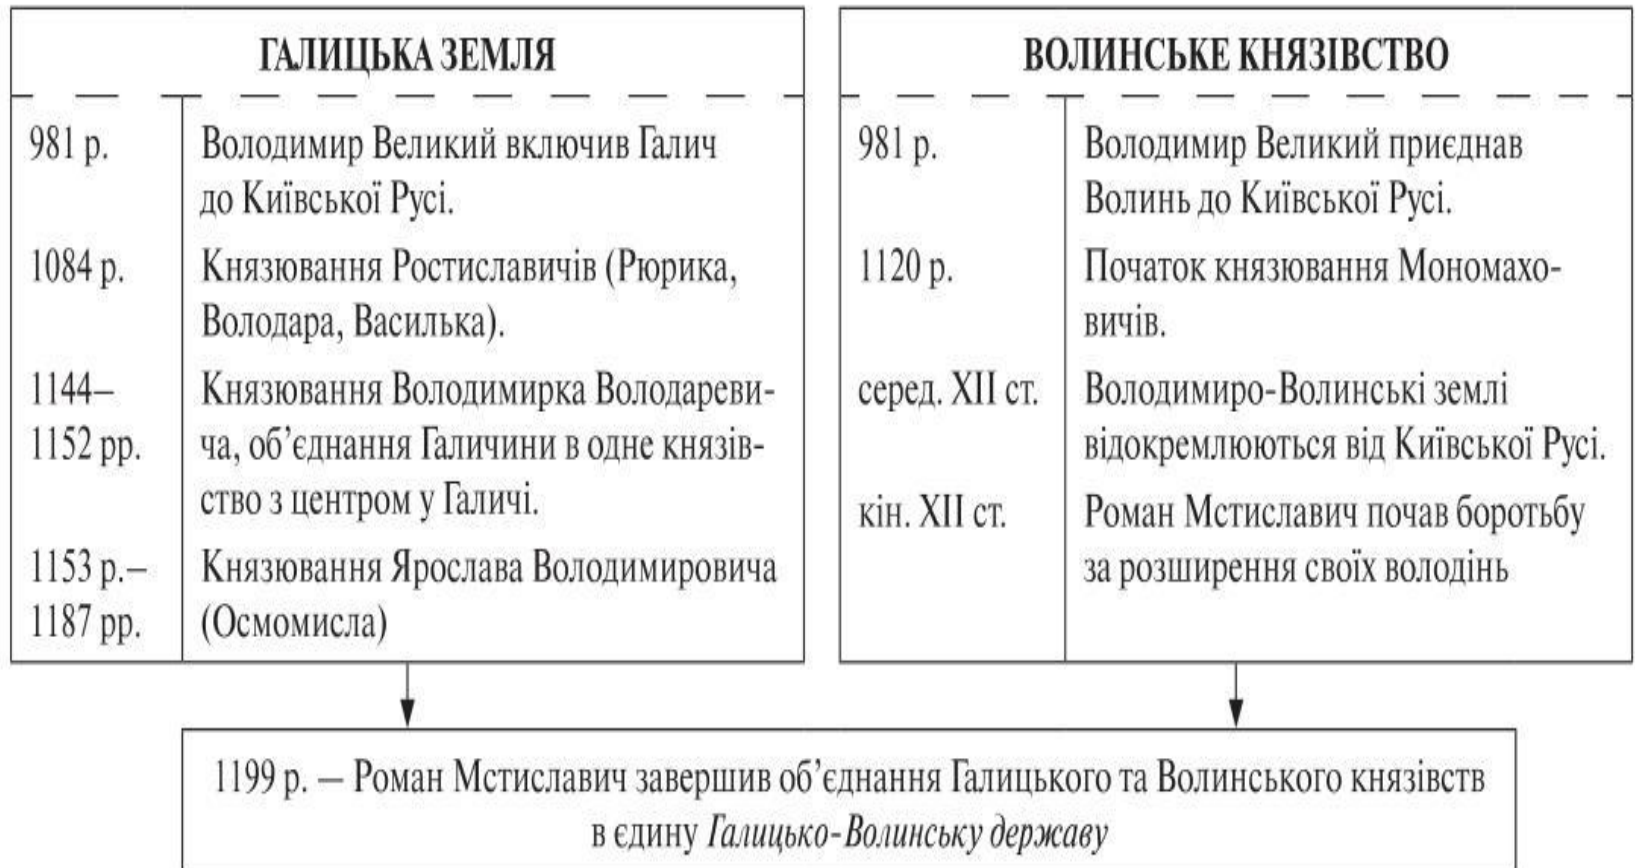 ГАЛИЦЬКА ЗЕМЛЯ
981 р. Володимир Великий включив Галич
до Київської Русі.
1084 р. Князювання Ростиславичів (Рюрика,
Володара, Василька).
1144– Князювання Володимирка Володареви-
1152 рр. ча, об’єднання Галичини в одне князів-
ство з центром у Галичі.
1153 р.– Князювання Ярослава Володимировича
1187 рр. (Осмомисла)
ВОЛИНСЬКЕ КНЯЗІВСТВО
981 р. Володимир Великий приєднав
Волинь до Київської Русі.
1120 р. Початок князювання Мономахо-
вичів.
серед. XII ст. Володимиро-Волинські землі
відокремлюються від Київської Русі.
кін. XII ст. Роман Мстиславич почав боротьбу
за розширення своїх володінь
1199 р. — Роман Мстиславич завершив об’єднання Галицького та Волинського князівств
в єдину Галицько-Волинську державу